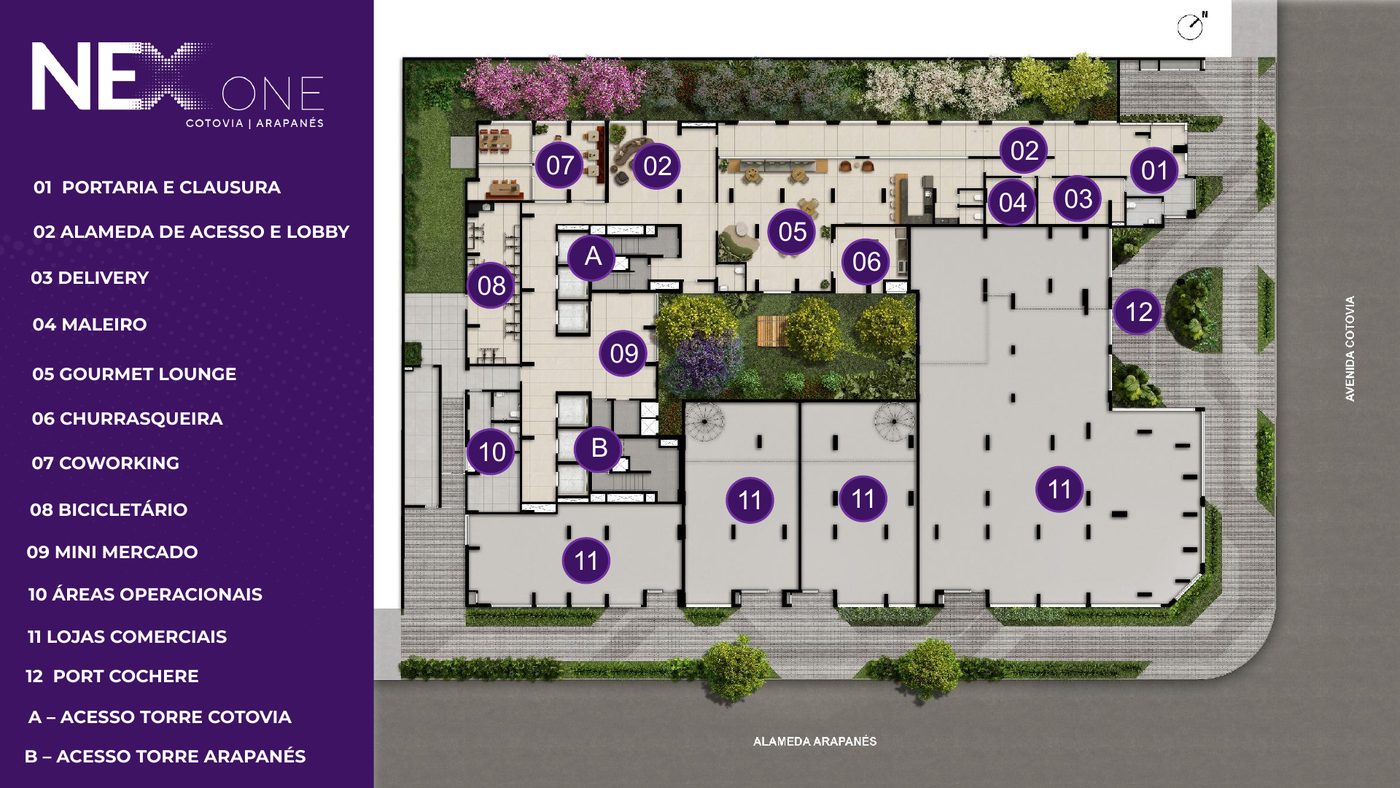 NEX ONE
COTOVIA | ARAPANÉS
01 PORTARIA E CLAUSURA
02 ALAMEDA DE ACESSO E LOBBY
03 DELIVERY
04 MALEIRO
05 GOURMET LOUNGE
06 CHURRASQUEIRA
07 COWORKING
08 BICICLETÁRIO
09 MINI MERCADO
10 ÁREAS OPERACIONAIS
11 LOJAS COMERCIAIS
12 PORT COCHERE
A – ACESSO TORRE COTOVIA
B – ACESSO TORRE ARAPANÉS
N
07
02
02
01
04
03
05
06
A
08
12
09
B
10
11
11
11
11
AVENIDA COTOVIA
ALAMEDA ARAPANÉS